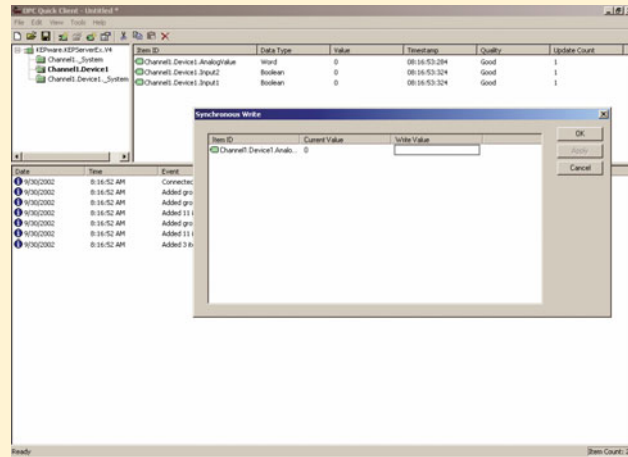 OPC Quick Client - Untitled *
File Edit View Tools Help
KEPware.KEPServerEx.V4
Channel1._System
Channel1.Device1
Channel1.Device1._System
Item ID Data Type Value Timestamp Quality Update Count
Channel1.Device1.AnalogValue Word 0 08:16:53:284 Good 1
Channel1.Device1.Input2 Boolean 0 08:16:53:324 Good 1
Channel1.Device1.Input1 Boolean 0 08:16:53:324 Good 1
Synchronous Write
Item ID Current Value Write Value
Channel1.Device1.Analo... 0
OK
Apply
Cancel
Date Time Event
9/30/2002 8:16:52 AM Connected
9/30/2002 8:16:52 AM Added gro
9/30/2002 8:16:52 AM Added gro
9/30/2002 8:16:52 AM Added 11 i
9/30/2002 8:16:52 AM Added gro
9/30/2002 8:16:52 AM Added 11 i
9/30/2002 8:16:52 AM Added 3 ite
Ready
Item Count: